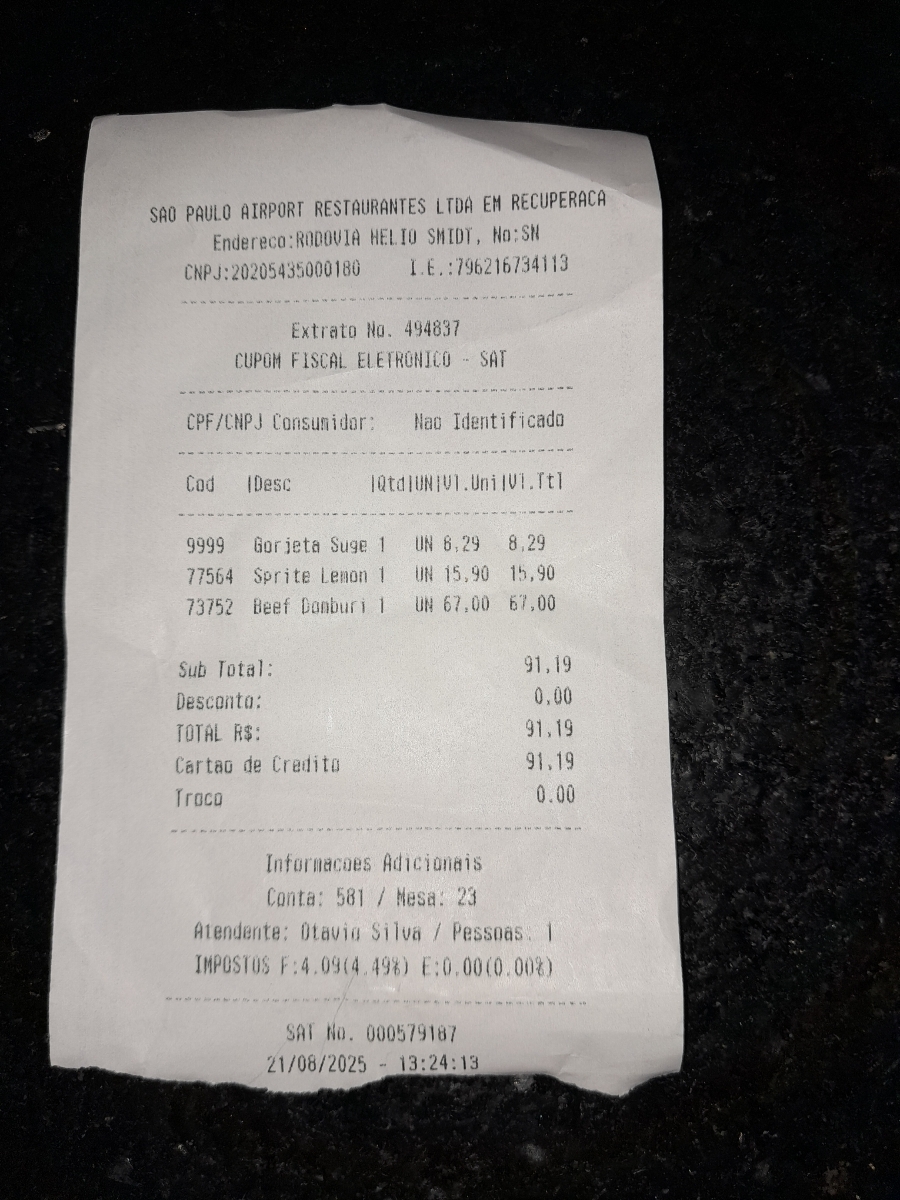 SAO PAULO AIRPORT RESTAURANTES LTDA EM RECUPERACA
Endereco:RODOVIA HELIO SMIDT, No:SN
CNPJ:20205435000180 I.E.:796216734113
Extrato No. 494837
CUPOM FISCAL ELETRONICO - SAT
CPF/CNPJ Consumidor: Nao Identificado
Cod |Desc |Qtd|UN|Vl.Uni|Vl.Ttl
9999 Gorjeta Suge 1 UN 8,29 8,29
77564 Sprite Lemon 1 UN 15,90 15,90
73752 Beef Domburi 1 UN 67,00 67,00
Sub Total: 91,19
Desconto: 0,00
TOTAL R$: 91,19
Cartao de Credito 91,19
Troco 0.00
Informacoes Adicionais
Conta: 581 / Mesa: 23
Atendente: Otavio Silva / Pessoas: 1
IMPOSTOS F:4.09(4.49%) E:0.00(0.00%)
SAT No. 000579187
21/08/2025 - 13:24:13